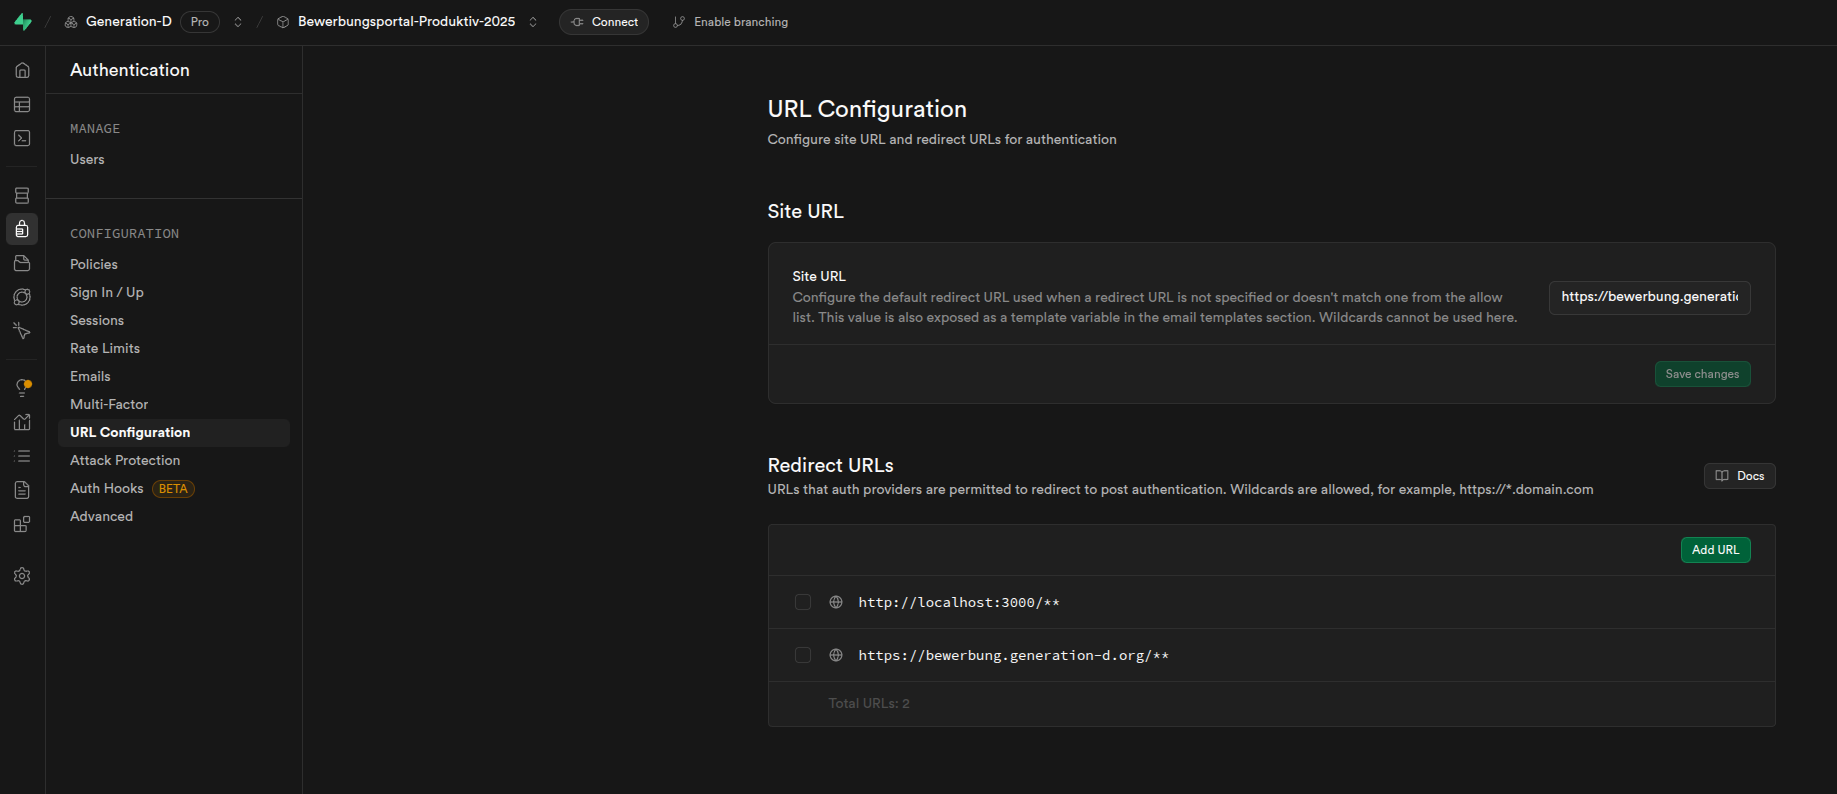 Generation-D Pro Bewerbungsportal-Produktiv-2025 Connect Enable branching
Authentication
MANAGE
Users
CONFIGURATION
Policies
Sign In / Up
Sessions
Rate Limits
Emails
Multi-Factor
URL Configuration
Attack Protection
Auth Hooks BETA
Advanced
URL Configuration
Configure site URL and redirect URLs for authentication
Site URL
Site URL
Configure the default redirect URL used when a redirect URL is not specified or doesn't match one from the allow
list. This value is also exposed as a template variable in the email templates section. Wildcards cannot be used here.
https://bewerbung.generati
Save changes
Redirect URLs
URLs that auth providers are permitted to redirect to post authentication. Wildcards are allowed, for example, https://*.domain.com
Docs
Add URL
http://localhost:3000/**
https://bewerbung.generation-d.org/**
Total URLs: 2